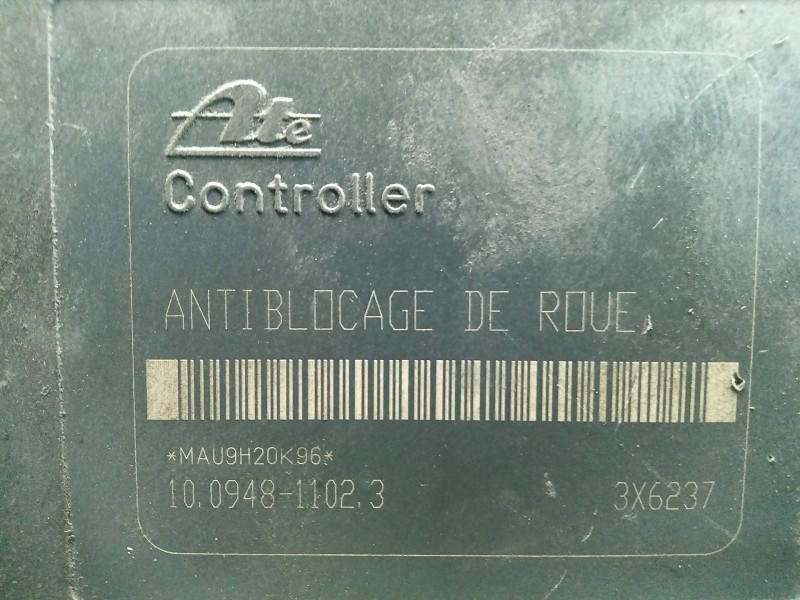 Ate
Controller
ANTIBLOCAGE DE ROUE
*MAU9H20K96*
10.0948-1102.3 3X6237